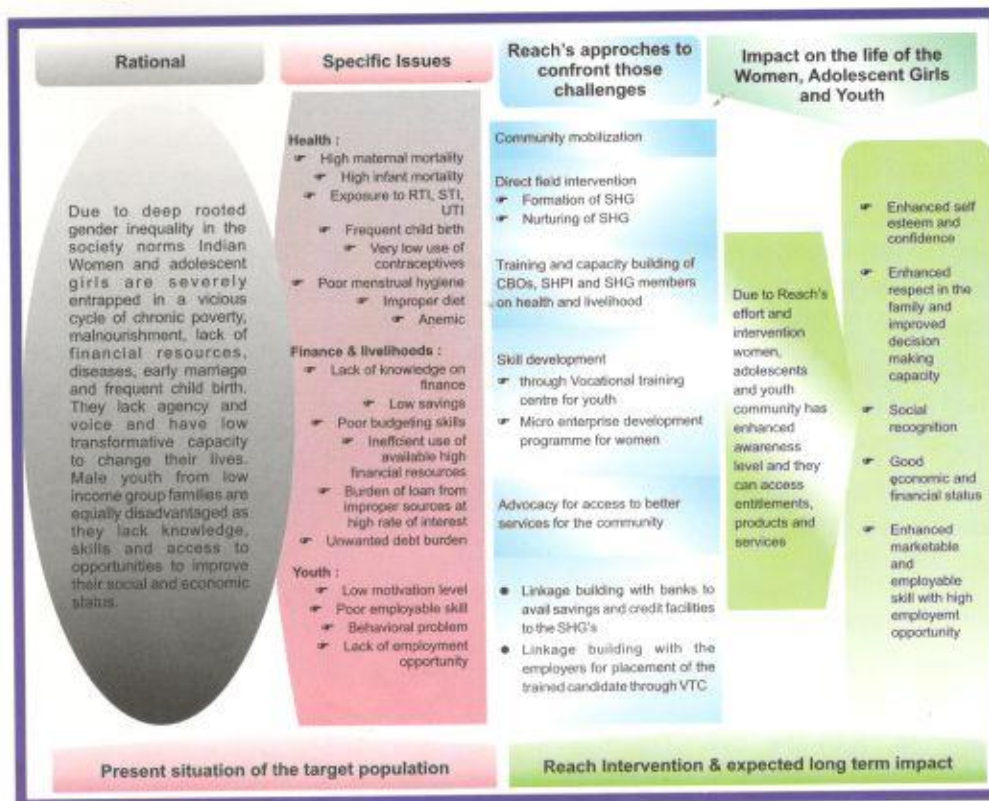 Rational
Due to deep rooted
gender inequality in the
society norms Indian
Women and adolescent
girls are severely
entrapped in a vicious
cycle of chronic poverty,
malnourishment, lack of
financial resources,
diseases, early marriage
and frequent child birth.
They lack agency and
voice and have low
transformative capacity
to change their lives.
Male youth from low
income group families are
equally disadvantaged as
they lack knowledge,
skills and access to
opportunities to improve
their social and economic
status.
Specific Issues
Health :
☞ High maternal mortality
☞ High infant mortality
☞ Exposure to RTI, STI,
UTI
☞ Frequent child birth
☞ Very low use of
contraceptives
☞ Poor menstrual hygiene
☞ Improper diet
☞ Anemic
Finance & livelihoods :
☞ Lack of knowledge on
finance
☞ Low savings
☞ Poor budgeting skills
☞ Inefficient use of
available high
financial resources
☞ Burden of loan from
improper sources at
high rate of interest
☞ Unwanted debt burden
Youth :
☞ Low motivation level
☞ Poor employable skill
☞ Behavioral problem
☞ Lack of employment
opportunity
Reach's approches to
confront those
challenges
Community mobilization
Direct field intervention
☞ Formation of SHG
☞ Nurturing of SHG
Training and capacity building of
CBOs, SHPI and SHG members
on health and livelihood
Skill development
☞ through Vocational training
centre for youth
☞ Micro enterprise development
programme for women
Advocacy for access to better
services for the community
● Linkage building with banks to
avail savings and credit facilities
to the SHG's
● Linkage building with the
employers for placement of the
trained candidate through VTC
Impact on the life of the
Women, Adolescent Girls
and Youth
Due to Reach's
effort and
intervention
women,
adolescents
and youth
community has
enhanced
awareness
level and they
can access
entitlements,
products and
services
☞ Enhanced self
esteem and
confidence
☞ Enhanced
respect in the
family and
improved
decision
making
capacity
☞ Social
recognition
☞ Good
economic and
financial status
☞ Enhanced
marketable
and
employable
skill with high
employemt
opportunity
Present situation of the target population
Reach Intervention & expected long term impact